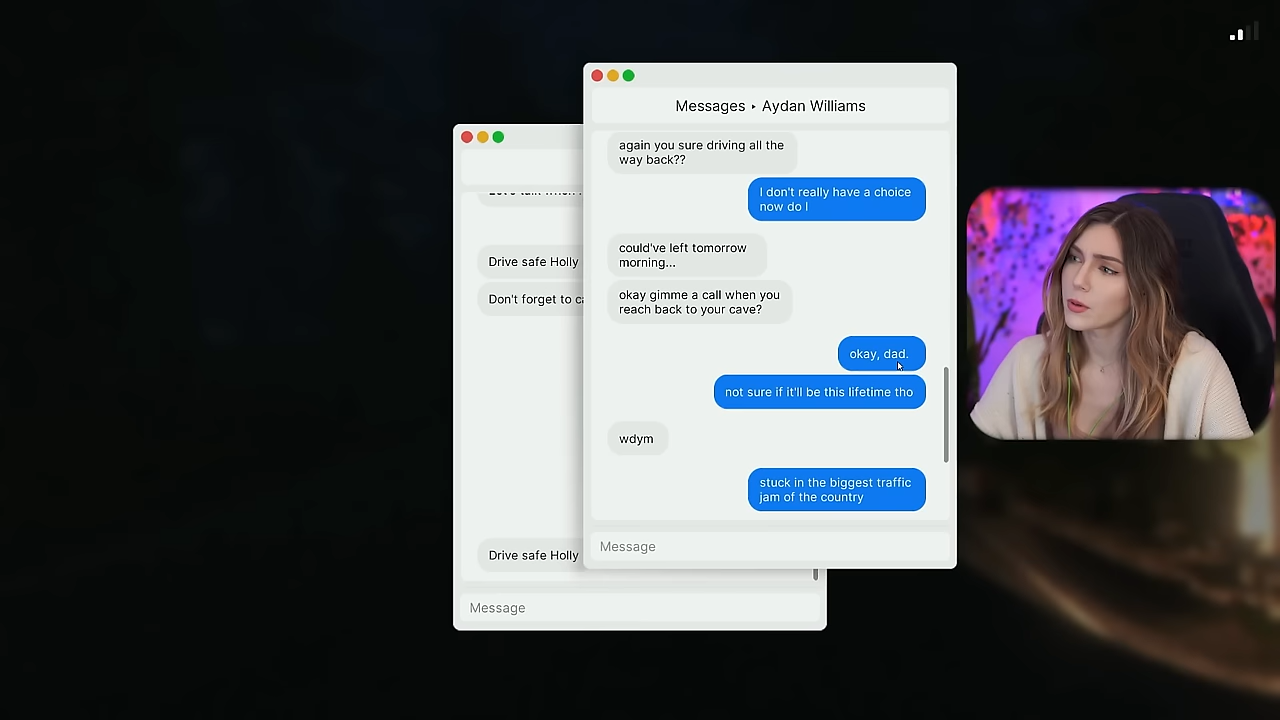 Messages ▸ Aydan Williams
again you sure driving all the
way back??
I don't really have a choice
now do I
could've left tomorrow
morning...
okay gimme a call when you
reach back to your cave?
okay, dad.
not sure if it'll be this lifetime tho
wdym
stuck in the biggest traffic
jam of the country
Message
Drive safe Holly
Don't forget to
Drive safe Holly
Message